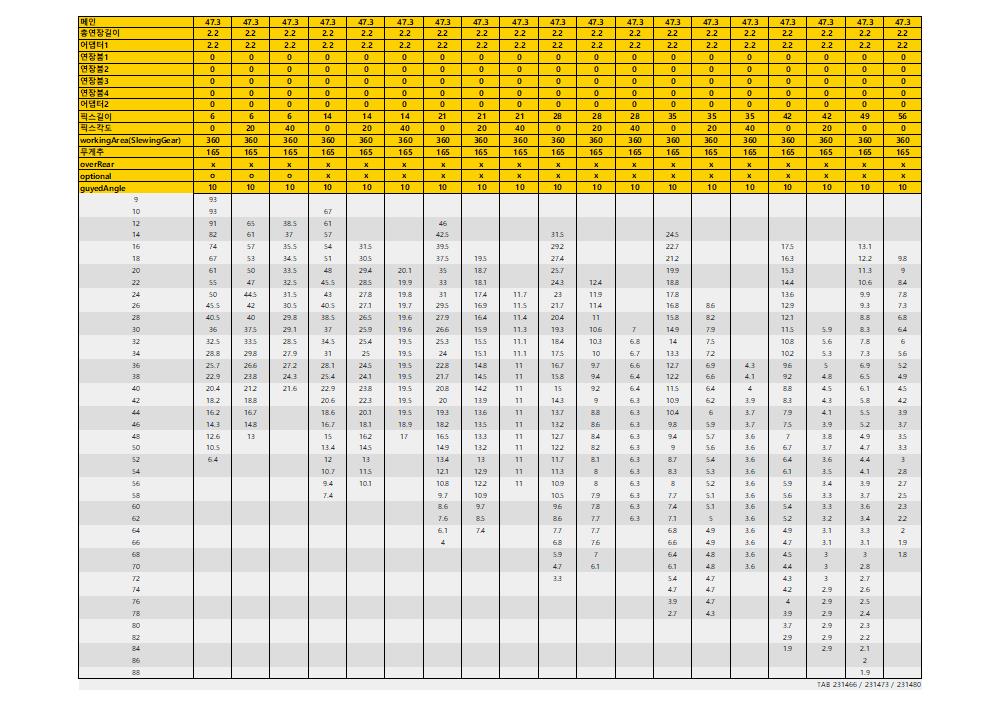 메인 47.3 47.3 47.3 47.3 47.3 47.3 47.3 47.3 47.3 47.3 47.3 47.3 47.3 47.3 47.3 47.3 47.3 47.3 47.3
총연장길이 2.2 2.2 2.2 2.2 2.2 2.2 2.2 2.2 2.2 2.2 2.2 2.2 2.2 2.2 2.2 2.2 2.2 2.2 2.2
어댑터1 2.2 2.2 2.2 2.2 2.2 2.2 2.2 2.2 2.2 2.2 2.2 2.2 2.2 2.2 2.2 2.2 2.2 2.2 2.2
연장붐1 0 0 0 0 0 0 0 0 0 0 0 0 0 0 0 0 0 0 0
연장붐2 0 0 0 0 0 0 0 0 0 0 0 0 0 0 0 0 0 0 0
연장붐3 0 0 0 0 0 0 0 0 0 0 0 0 0 0 0 0 0 0 0
연장붐4 0 0 0 0 0 0 0 0 0 0 0 0 0 0 0 0 0 0 0
어댑터2 0 0 0 0 0 0 0 0 0 0 0 0 0 0 0 0 0 0 0
픽스길이 6 6 6 14 14 14 21 21 21 28 28 28 35 35 35 42 42 49 56
픽스각도 0 20 40 0 20 40 0 20 40 0 20 40 0 20 40 0 20 0 0
workingArea(SlewingGear) 360 360 360 360 360 360 360 360 360 360 360 360 360 360 360 360 360 360 360
무게추 165 165 165 165 165 165 165 165 165 165 165 165 165 165 165 165 165 165 165
overRear x x x x x x x x x x x x x x x x x x x
optional o o o x x x x x x x x x x x x x x x x
guyedAngle 10 10 10 10 10 10 10 10 10 10 10 10 10 10 10 10 10 10 10
9 93
10 93 67
12 91 65 38.5 61 46
14 82 61 37 57 42.5 31.5 24.5
16 74 57 35.5 54 31.5 39.5 29.2 22.7 17.5 13.1
18 67 53 34.5 51 30.5 37.5 19.5 27.4 21.2 16.3 12.2 9.8
20 61 50 33.5 48 29.4 20.1 35 18.7 25.7 19.9 15.3 11.3 9
22 55 47 32.5 45.5 28.5 19.9 33 18.1 24.3 12.4 18.8 14.4 10.6 8.4
24 50 44.5 31.5 43 27.8 19.8 31 17.4 11.7 23 11.9 17.8 13.6 9.9 7.8
26 45.5 42 30.5 40.5 27.1 19.7 29.5 16.9 11.5 21.7 11.4 16.8 8.6 12.9 9.3 7.3
28 40.5 40 29.8 38.5 26.5 19.6 27.9 16.4 11.4 20.4 11 15.8 8.2 12.1 8.8 6.8
30 36 37.5 29.1 37 25.9 19.6 26.6 15.9 11.3 19.3 10.6 7 14.9 7.9 11.5 5.9 8.3 6.4
32 32.5 33.5 28.5 34.5 25.4 19.5 25.3 15.5 11.1 18.4 10.3 6.8 14 7.5 10.8 5.6 7.8 6
34 28.8 29.8 27.9 31 25 19.5 24 15.1 11.1 17.5 10 6.7 13.3 7.2 10.2 5.3 7.3 5.6
36 25.7 26.6 27.2 28.1 24.5 19.5 22.8 14.8 11 16.7 9.7 6.6 12.7 6.9 4.3 9.6 5 6.9 5.2
38 22.9 23.8 24.3 25.4 24.1 19.5 21.7 14.5 11 15.8 9.4 6.4 12.2 6.6 4.1 9.2 4.8 6.5 4.9
40 20.4 21.2 21.6 22.9 23.8 19.5 20.8 14.2 11 15 9.2 6.4 11.5 6.4 4 8.8 4.5 6.1 4.5
42 18.2 18.8 20.6 22.3 19.5 20 13.9 11 14.3 9 6.3 10.9 6.2 3.9 8.3 4.3 5.8 4.2
44 16.2 16.7 18.6 20.1 19.5 19.3 13.6 11 13.7 8.8 6.3 10.4 6 3.7 7.9 4.1 5.5 3.9
46 14.3 14.8 16.7 18.1 18.9 18.2 13.5 11 13.2 8.6 6.3 9.8 5.9 3.7 7.5 3.9 5.2 3.7
48 12.6 13 15 16.2 17 16.5 13.3 11 12.7 8.4 6.3 9.4 5.7 3.6 7 3.8 4.9 3.5
50 10.5 13.4 14.5 14.9 13.2 11 12.2 8.2 6.3 9 5.6 3.6 6.7 3.7 4.7 3.3
52 6.4 12 13 13.4 13 11 11.7 8.1 6.3 8.7 5.4 3.6 6.4 3.6 4.4 3
54 10.7 11.5 12.1 12.9 11 11.3 8 6.3 8.3 5.3 3.6 6.1 3.5 4.1 2.8
56 9.4 10.1 10.8 12.2 11 10.9 8 6.3 8 5.2 3.6 5.9 3.4 3.9 2.7
58 7.4 9.7 10.9 10.5 7.9 6.3 7.7 5.1 3.6 5.6 3.3 3.7 2.5
60 8.6 9.7 9.6 7.8 6.3 7.4 5.1 3.6 5.4 3.3 3.6 2.3
62 7.6 8.5 8.6 7.7 6.3 7.1 5 3.6 5.2 3.2 3.4 2.2
64 6.1 7.4 7.7 7.7 6.8 4.9 3.6 4.9 3.1 3.3 2
66 4 6.8 7.6 6.6 4.9 3.6 4.7 3.1 3.1 1.9
68 5.9 7 6.4 4.8 3.6 4.5 3 3 1.8
70 4.7 6.1 6.1 4.8 3.6 4.4 3 2.8
72 3.3 5.4 4.7 4.3 3 2.7
74 4.7 4.7 4.2 2.9 2.6
76 3.9 4.7 4 2.9 2.5
78 2.7 4.3 3.9 2.9 2.4
80 3.7 2.9 2.3
82 2.9 2.9 2.2
84 1.9 2.9 2.1
86 2
88 1.9
TAB 231466 / 231473 / 231480